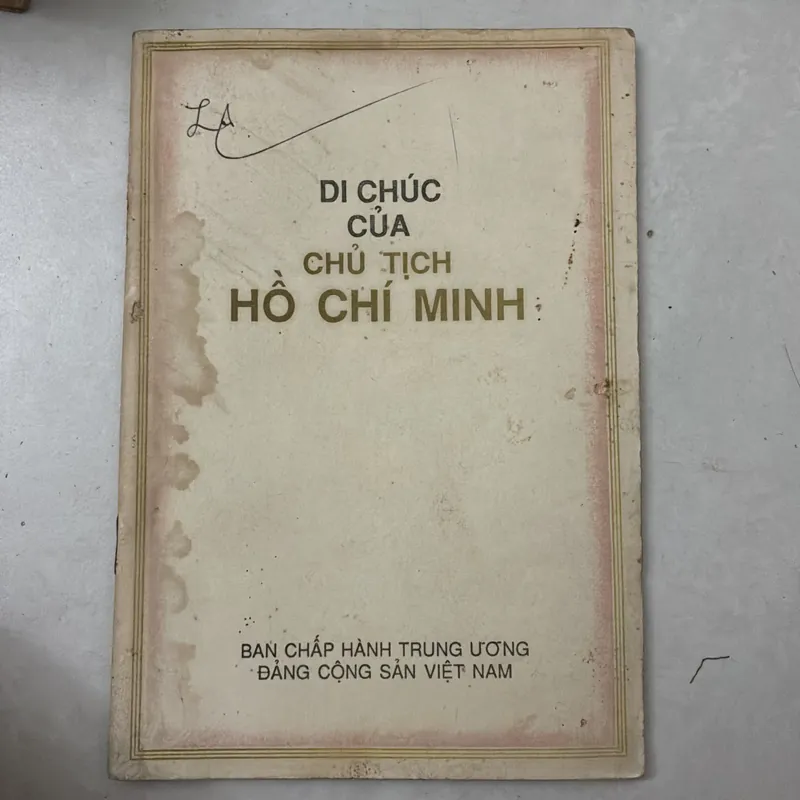 DI CHÚC
CỦA
CHỦ TỊCH
HỒ CHÍ MINH
BAN CHẤP HÀNH TRUNG ƯƠNG
ĐẢNG CỘNG SẢN VIỆT NAM